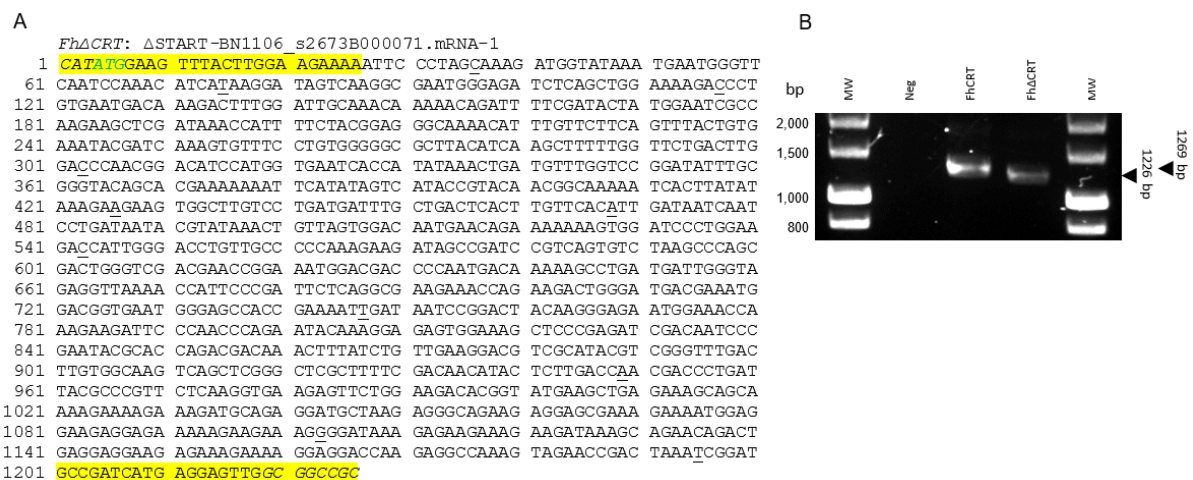 A
FhΔCRT: ΔSTART-BN1106_s2673B000071.mRNA-1
1 CATATGGAAG TTTACTTGGA AGAAAAATTC CCCTAGCAAAG ATGGTATAAA TGAATGGGTT
61 CAATCCAAAC ATCATAAGGA TAGTCAAGGC GAATGGGAGA TCTCAGCTGG AAAAGACCCT
121 GTGAATGACA AAGACTTTGG ATTGCAAACA AAAACAGATT TTTCGATACTA TGGAATCGCC
181 AAGAAGCTCG ATAAACCATT TTCTACGGAG GGCAAAACAT TTGTTCTTCA GTTTACTGTG
241 AAATACGATC AAAGTGTTTC CTGTGGGGGC GCTTACATCA AGCTTTTTGG TTCTGACTTG
301 GACCCAACGG ACATCCATGG TGAATCACCA TATAAACTGA TGTTTGGTCC GGATATTTGC
361 GGGTACAGCA CGAAAAAAAT TCATATAGTC ATACCGTACA ACGGCAAAAA TCACTTATAT
421 AAAGAAGAAG TGGCTTGTCC TGATGATTTG CTGACTCACT TGTTCACATT GATAATCAAT
481 CCTGATAATA CGTATAAACT GTTAGTGGAC AATGAACAGA AAAAAAGTGG ATCCCTGGAA
541 GACCATTGGG ACCTGTTGCC CCCAAAGAAG ATAGCCGATC CGTCAGTGTC TAAGCCCAGC
601 GACTGGGTCG ACGAACCGGA AATGGACGAC CCCAATGACA AAAAGCCTGA TGATTGGGTA
661 GAGGTTAAAA CCATTCCCGA TTCTCAGGCG AAGAAACCAG AAGACTGGGA TGACGAAATG
721 GACGGTGAAT GGGAGCCACC GAAAATTGAT AATCCGGACT ACAAGGGAGA ATGGAAACCA
781 AAGAAGATTC CCAACCCAGA ATACAAAGGA GAGTGGAAAG CTCCCGAGAT CGACAATCCC
841 GAATACGCAC CAGACGACAA ACTTTATCTG TTGAAGGACG TCGCATACGT CGGGTTTGAC
901 TTGTGGCAAG TCAGCTCGGG CTCGCTTTTC GACAACATAC TCTTGACCAA CGACCCTGAT
961 TACGCCCGTT CTCAAGGTGA AGAGTTCTGG AAGACACGGT ATGAAGCTGA GAAAGCAGCA
1021 AAAGAAAAGA AAGATGCAGA GGATGCTAAG AGGGCAGAAG AGGAGCGAAA GAAAATGGAG
1081 GAAGAGGAGA AAAAGAAGAA AGGGGATAAA GAGAAGAAAG AAGATAAAGC AGAACAGACT
1141 GAGGAGGAAG AGAAAGAAAA GGAGGACCAA GAGGCCAAAG TAGAACCGAC TAAATCGGAT
1201 GCCGATCATG AGGAGTTGGC GGCCGC
B
bp
MW
Neg
FhCRT
FhΔCRT
MW
2,000
1,500
1,000
800
1226 bp
1269 bp